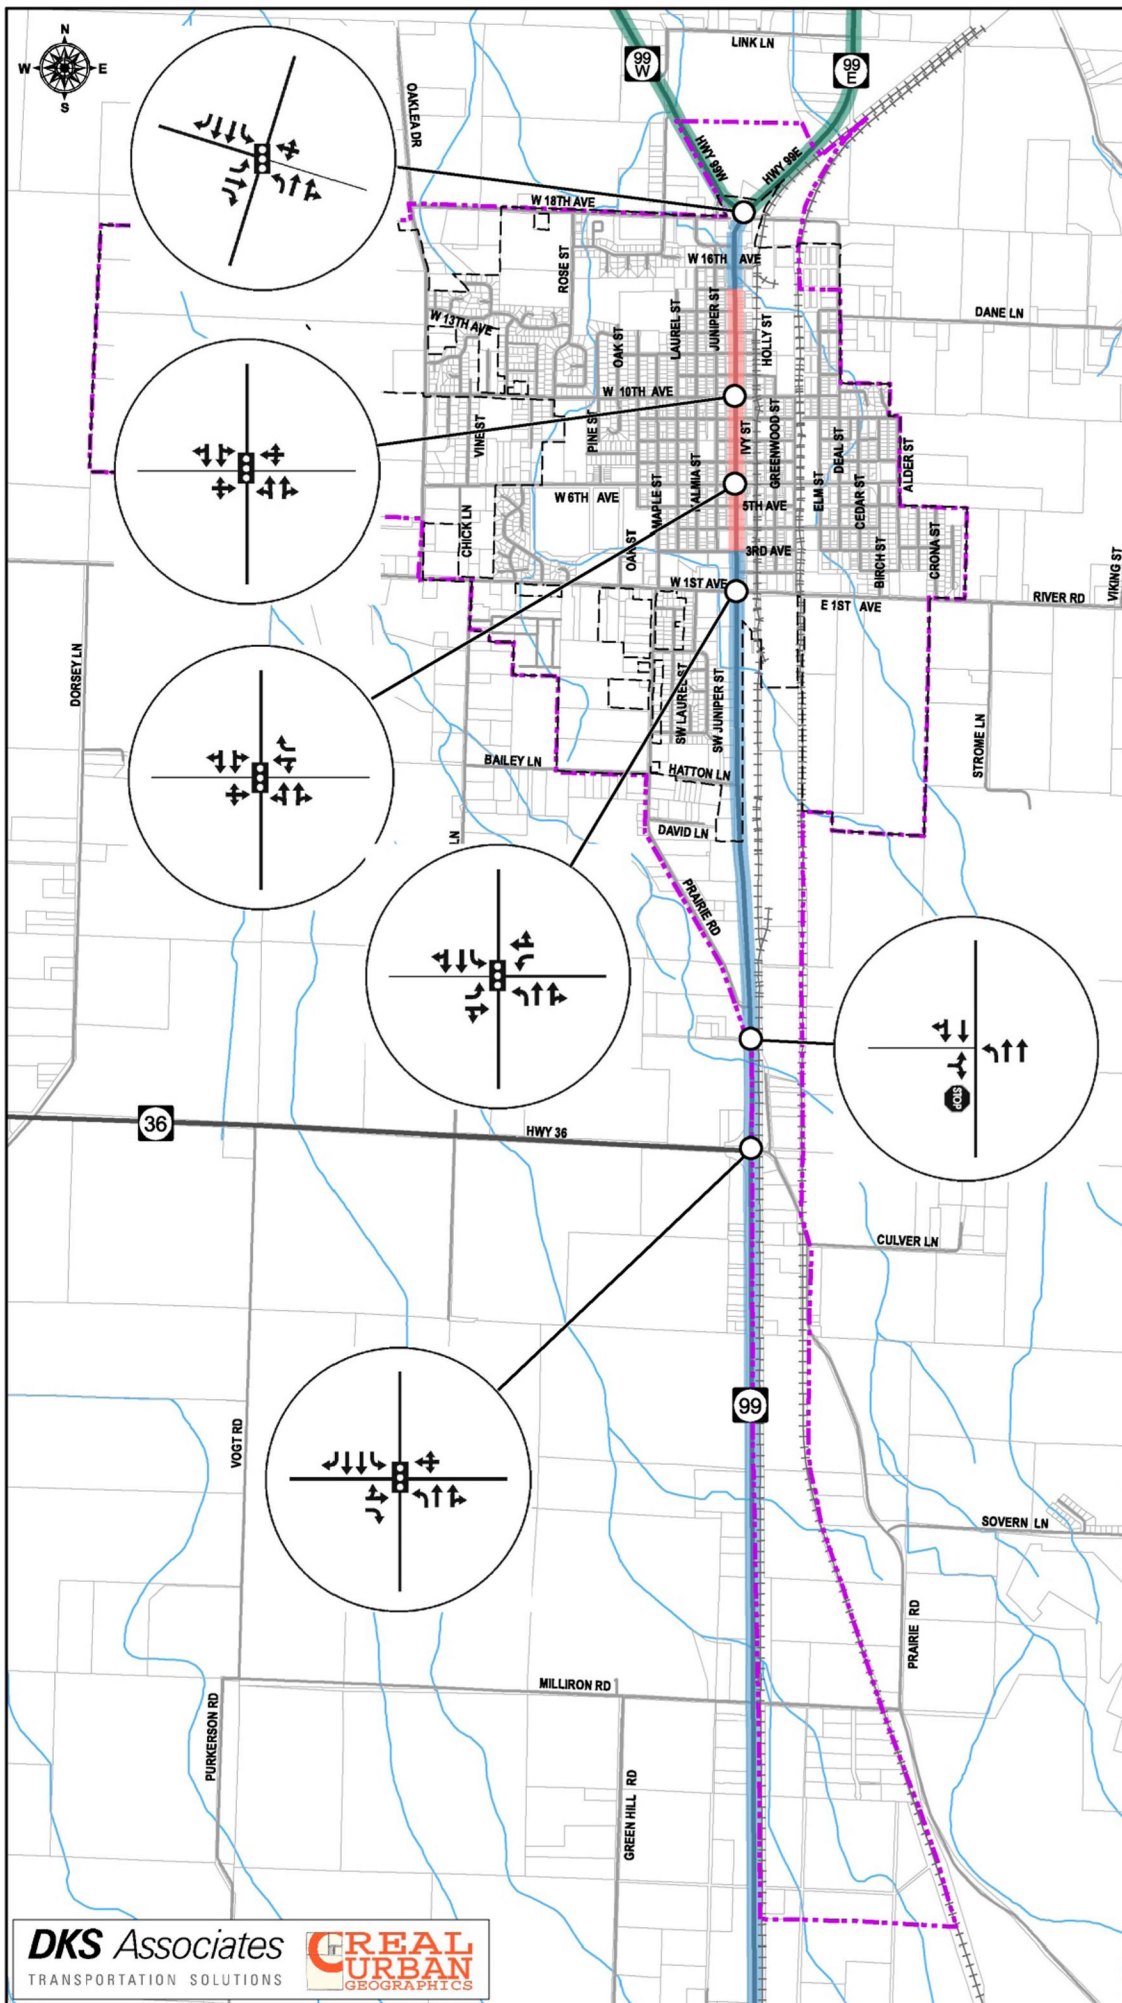 N
W E
S
LINK LN
99
W
99
E
OAKLEA DR
HWY 99W
HWY 99E
W 18TH AVE
ROSE ST
W 16TH AVE
W 13TH AVE
OAK ST
LAUREL ST
JUNIPER ST
HOLLY ST
DANE LN
W 10TH AVE
VINE ST
PINE ST
IVY ST
GREENWOOD ST
DEAL ST
ALDER ST
W 6TH AVE
MAPLE ST
KALMIA ST
5TH AVE
ELM ST
CEDAR ST
CHICK LN
OAK ST
3RD AVE
BIRCH ST
CRONA ST
VIKING ST
W 1ST AVE
E 1ST AVE
RIVER RD
DORSEY LN
SW LAUREL ST
SW JUNIPER ST
STROME LN
BAILEY LN
HATTON LN
LN
DAVID LN
PRAIRIE RD
STOP
36
HWY 36
CULVER LN
99
VOGT RD
SOVERN LN
PRAIRIE RD
MILLIRON RD
PURKERSON RD
GREEN HILL RD
DKS Associates
TRANSPORTATION SOLUTIONS
CREAL
URBAN
GEOGRAPHICS